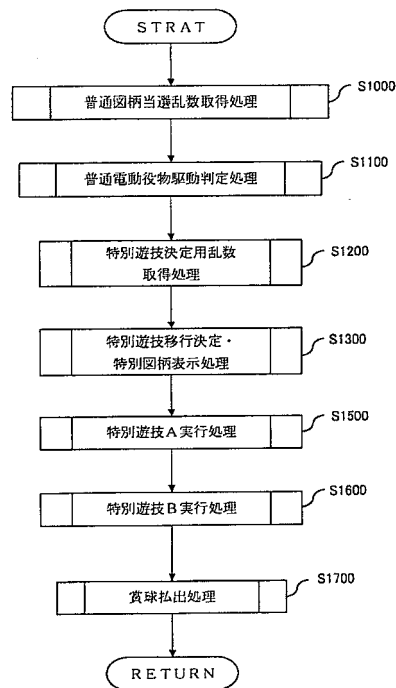 STRAT
普通図柄当選乱数取得処理
S1000
普通電動役物駆動判定処理
S1100
特別遊技決定用乱数
取得処理
S1200
特別遊技移行決定・
特別図柄表示処理
S1300
特別遊技A実行処理
S1500
特別遊技B実行処理
S1600
賞球払出処理
S1700
RETURN